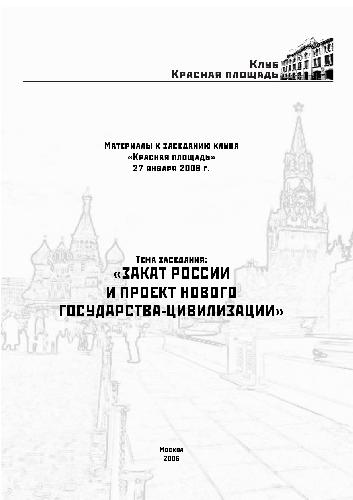 Клуб
Красная площадь
Материалы к заседанию клуба
«Красная площадь»
27 января 2006 г.
Тема заседания:
«ЗАКАТ РОССИИ
И ПРОЕКТ НОВОГО
ГОСУДАРСТВА-ЦИВИЛИЗАЦИИ»
Москва
2006